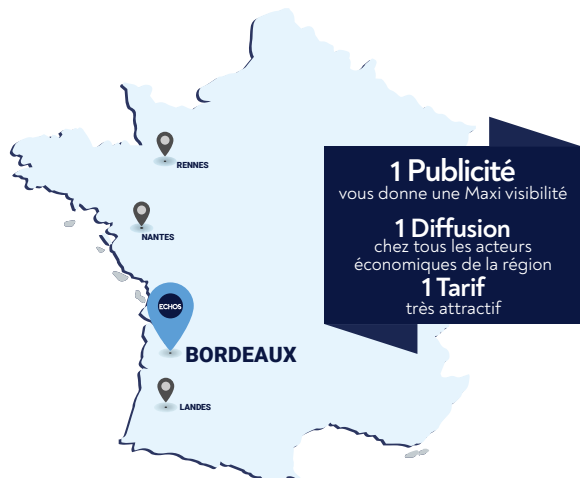 RENNES
NANTES
ECHOS
BORDEAUX
LANDES
1 Publicité
vous donne une Maxi visibilité
1 Diffusion
chez tous les acteurs
économiques de la région
1 Tarif
très attractif